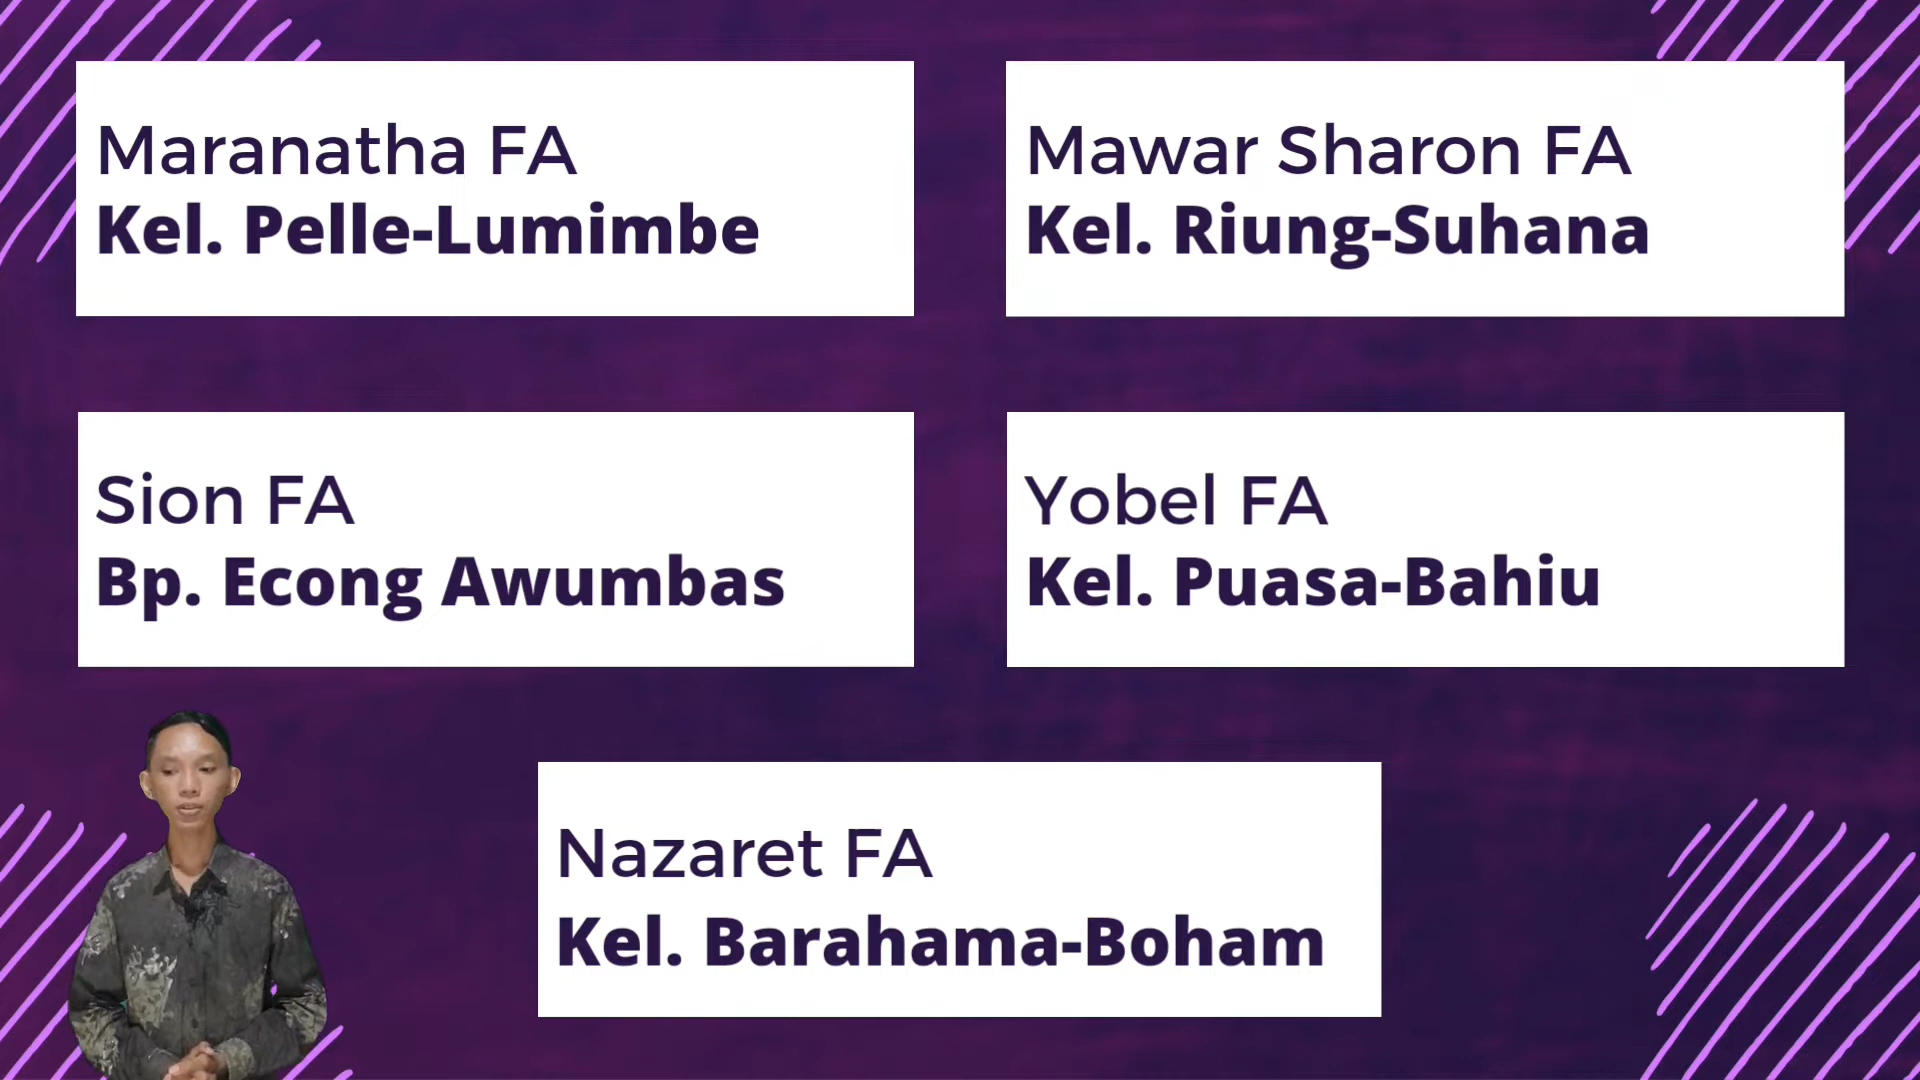 Maranatha FA
Kel. Pelle-Lumimbe
Mawar Sharon FA
Kel. Riung-Suhana
Sion FA
Bp. Econg Awumbas
Yobel FA
Kel. Puasa-Bahiu
Nazaret FA
Kel. Barahama-Boham